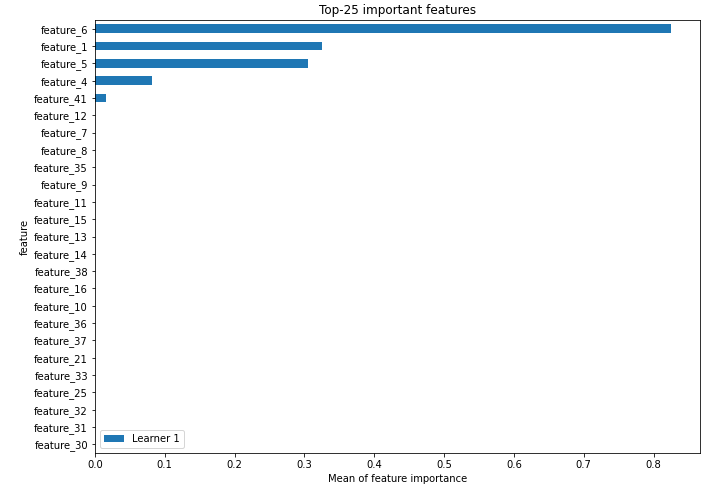 Top-25 important features
feature_6
feature_1
feature_5
feature_4
feature_41
feature_12
feature_7
feature_8
feature_35
feature_9
feature_11
feature_15
feature_13
feature_14
feature_38
feature_16
feature_10
feature_36
feature_37
feature_21
feature_33
feature_25
feature_32
feature_31
feature_30
feature
Learner 1
0.0 0.1 0.2 0.3 0.4 0.5 0.6 0.7 0.8
Mean of feature importance